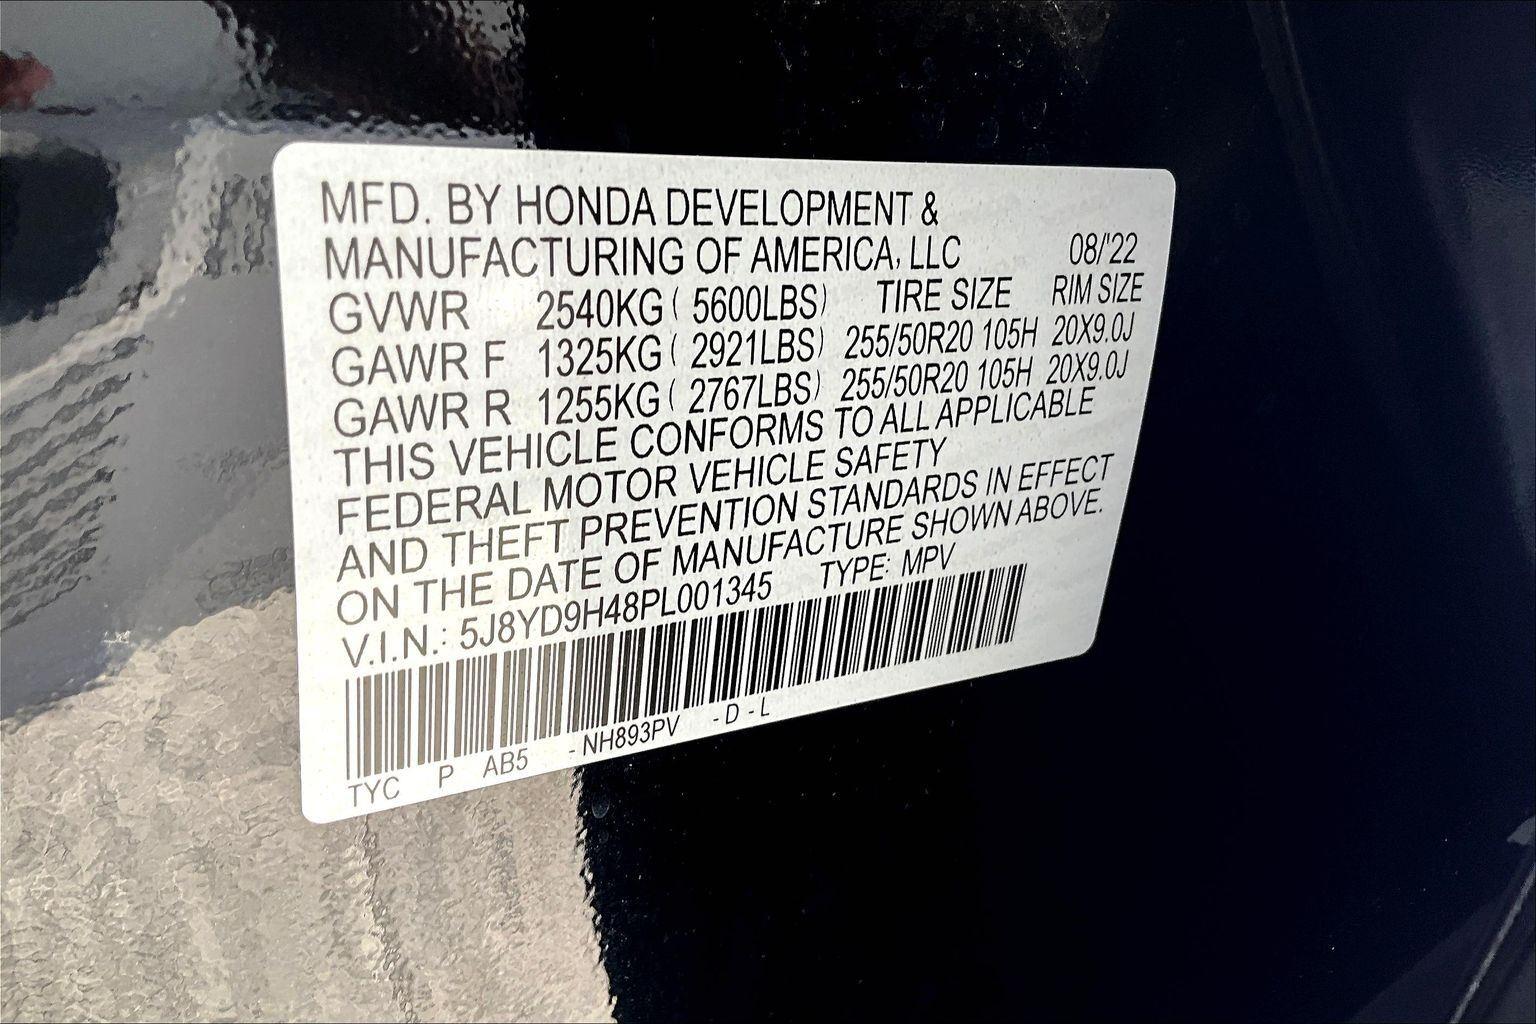 MFD. BY HONDA DEVELOPMENT &
MANUFACTURING OF AMERICA, LLC 08/'22
GVWR 2540KG ( 5600LBS) TIRE SIZE RIM SIZE
GAWR F 1325KG ( 2921LBS) 255/50R20 105H 20X9.0J
GAWR R 1255KG ( 2767LBS) 255/50R20 105H 20X9.0J
THIS VEHICLE CONFORMS TO ALL APPLICABLE
FEDERAL MOTOR VEHICLE SAFETY
AND THEFT PREVENTION STANDARDS IN EFFECT
ON THE DATE OF MANUFACTURE SHOWN ABOVE.
V.I.N.: 5J8YD9H48PL001345 TYPE: MPV
TYC P AB5 - NH893PV - D - L